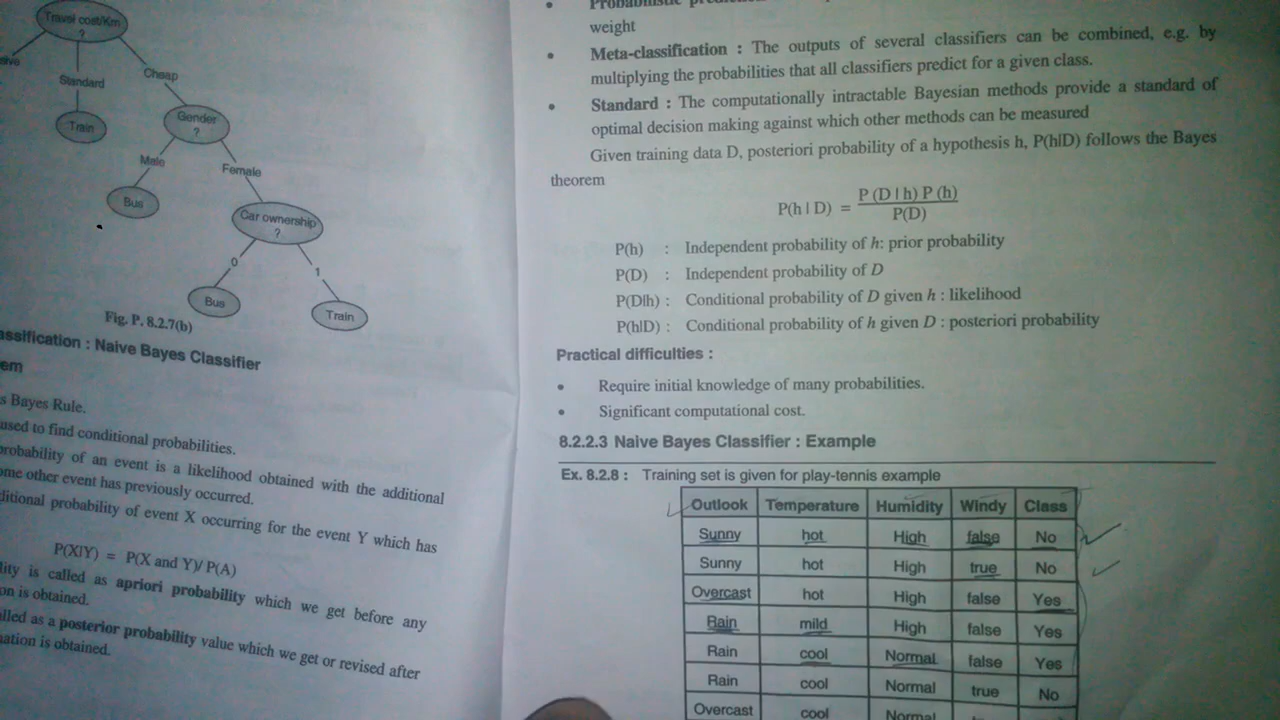 Travel cost/Km
?
Standard
Cheap
Train
Gender
?
Male
Female
Bus
Car ownership
?
0
1
Bus
Train
Fig. P. 8.2.7(b)
assification : Naive Bayes Classifier
em
s Bayes Rule.
used to find conditional probabilities.
probability of an event is a likelihood obtained with the additional
ome other event has previously occurred.
ditional probability of event X occurring for the event Y which has
P(X/Y) = P(X and Y)/ P(A)
lity is called as apriori probability which we get before any
on is obtained.
lled as a posterior probability value which we get or revised after
nation is obtained.
weight
• Meta-classification : The outputs of several classifiers can be combined, e.g. by
multiplying the probabilities that all classifiers predict for a given class.
• Standard : The computationally intractable Bayesian methods provide a standard of
optimal decision making against which other methods can be measured
Given training data D, posteriori probability of a hypothesis h, P(h|D) follows the Bayes
theorem
P(h | D) = P (D | h) P (h)
P(D)
P(h) : Independent probability of h: prior probability
P(D) : Independent probability of D
P(D|h) : Conditional probability of D given h : likelihood
P(h|D) : Conditional probability of h given D : posteriori probability
Practical difficulties :
• Require initial knowledge of many probabilities.
• Significant computational cost.
8.2.2.3 Naive Bayes Classifier : Example
Ex. 8.2.8 : Training set is given for play-tennis example
Outlook Temperature Humidity Windy Class
Sunny hot High false No
Sunny hot High true No
Overcast hot High false Yes
Rain mild High false Yes
Rain cool Normal false Yes
Rain cool Normal true No
Overcast cool Normal